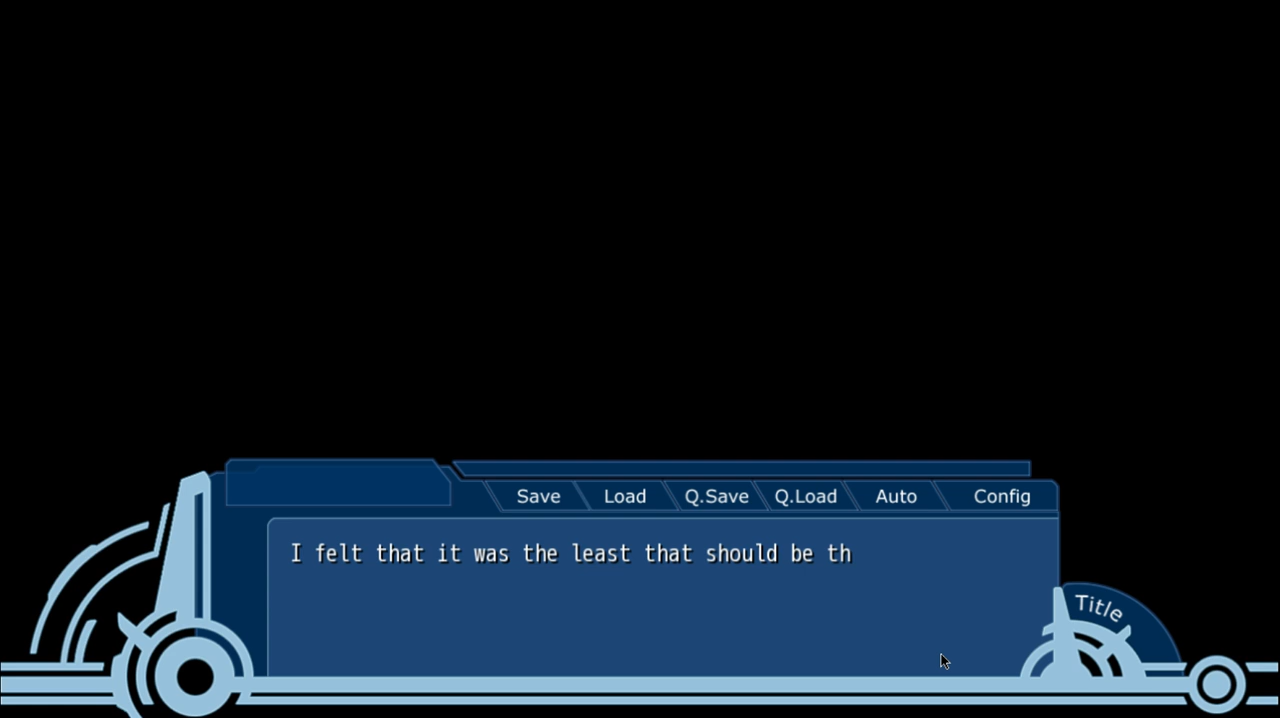 Save Load Q.Save Q.Load Auto Config
I felt that it was the least that should be th
Title